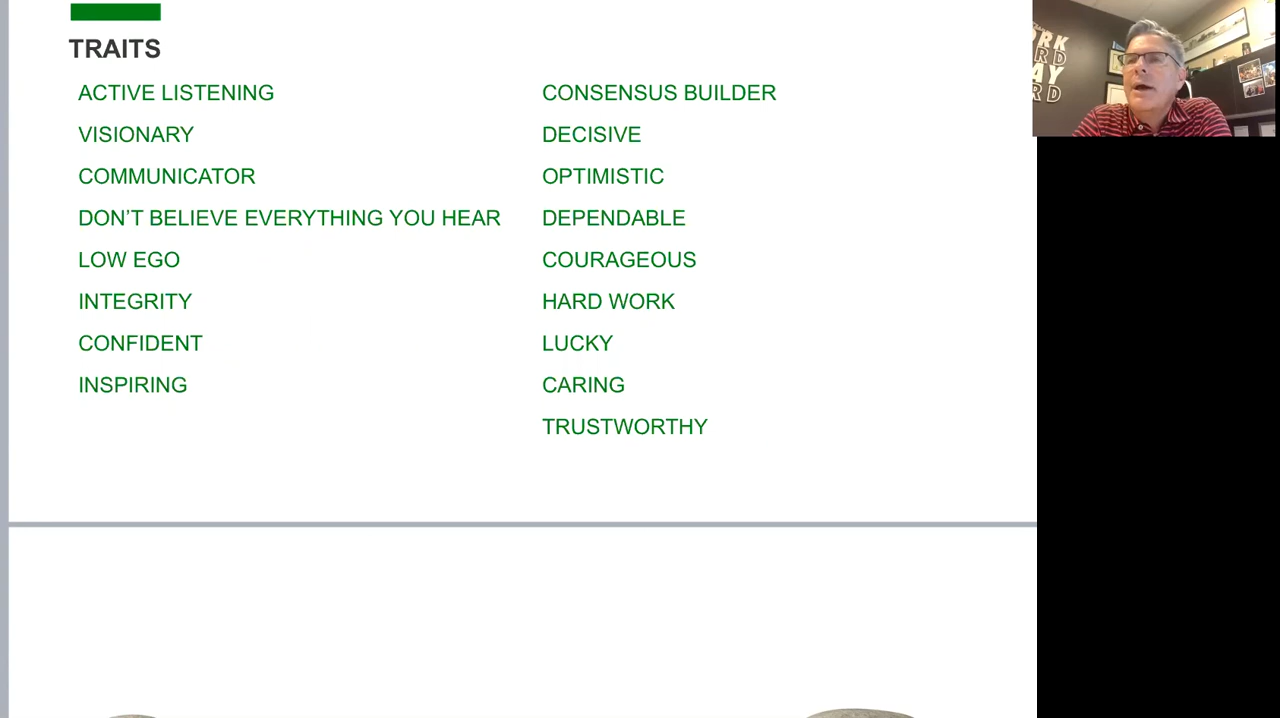 TRAITS
ACTIVE LISTENING
VISIONARY
COMMUNICATOR
DON’T BELIEVE EVERYTHING YOU HEAR
LOW EGO
INTEGRITY
CONFIDENT
INSPIRING
CONSENSUS BUILDER
DECISIVE
OPTIMISTIC
DEPENDABLE
COURAGEOUS
HARD WORK
LUCKY
CARING
TRUSTWORTHY